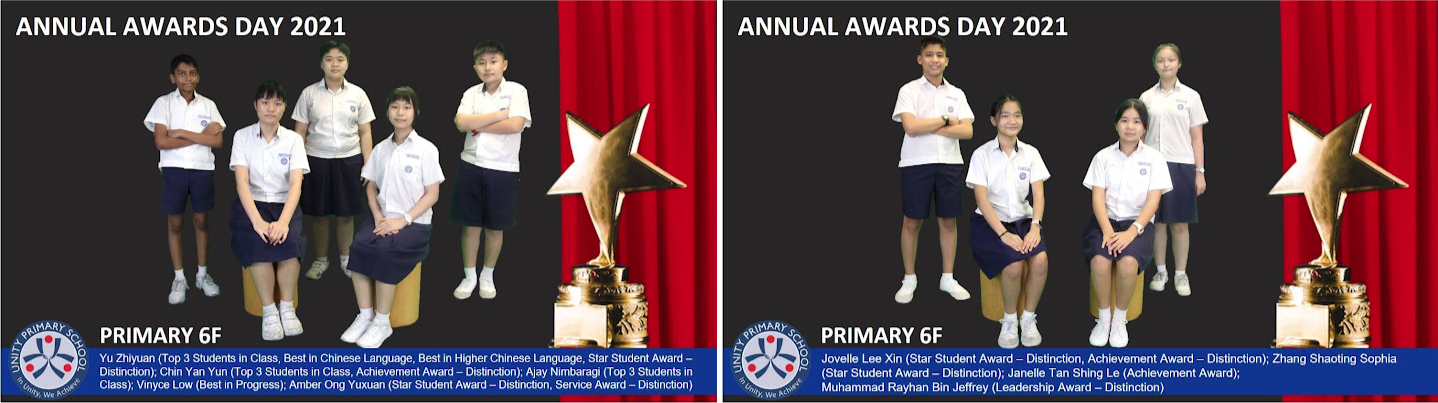 ANNUAL AWARDS DAY 2021
PRIMARY 6F
UNITY PRIMARY SCHOOL
In Unity, We Achieve
Yu Zhiyuan (Top 3 Students in Class, Best in Chinese Language, Best in Higher Chinese Language, Star Student Award –
Distinction); Chin Yan Yun (Top 3 Students in Class, Achievement Award – Distinction); Ajay Nimbaragi (Top 3 Students in
Class); Vinyce Low (Best in Progress); Amber Ong Yuxuan (Star Student Award – Distinction, Service Award – Distinction)
ANNUAL AWARDS DAY 2021
PRIMARY 6F
UNITY PRIMARY SCHOOL
In Unity, We Achieve
Jovelle Lee Xin (Star Student Award – Distinction, Achievement Award – Distinction); Zhang Shaoting Sophia
(Star Student Award – Distinction); Janelle Tan Shing Le (Achievement Award);
Muhammad Rayhan Bin Jeffrey (Leadership Award – Distinction)